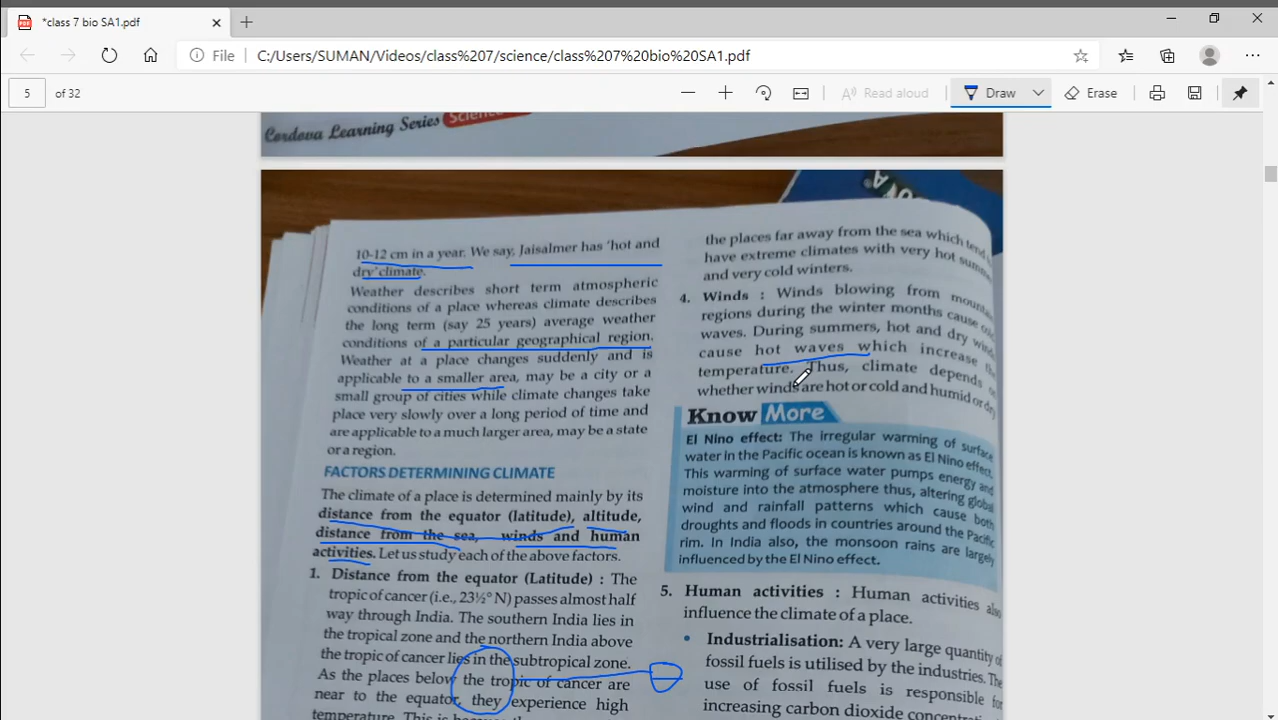 *class 7 bio SA1.pdf
File
C:/Users/SUMAN/Videos/class%207/science/class%207%20bio%20SA1.pdf
5 of 32
Read aloud
Draw
Erase
Cordova Learning Series
10-12 cm in a year. We say, Jaisalmer has 'hot and
dry' climate.
Weather describes short term atmospheric
conditions of a place whereas climate describes
the long term (say 25 years) average weather
conditions of a particular geographical region.
Weather at a place changes suddenly and is
applicable to a smaller area, may be a city or a
small group of cities while climate changes take
place very slowly over a long period of time and
are applicable to a much larger area, may be a state
or a region.
FACTORS DETERMINING CLIMATE
The climate of a place is determined mainly by its
distance from the equator (latitude), altitude,
distance from the sea, winds and human
activities. Let us study each of the above factors.
1. Distance from the equator (Latitude) : The
tropic of cancer (i.e., 23½° N) passes almost half
way through India. The southern India lies in
the tropical zone and the northern India above
the tropic of cancer lies in the subtropical zone.
As the places below the tropic of cancer are
near to the equator, they experience high
temperature. This is
the places far away from the sea which
have extreme climates with very hot
and very cold winters.
4. Winds : Winds blowing from
regions during the winter months cause
waves. During summers, hot and dry
cause hot waves which increase
temperature. Thus, climate depends
whether winds are hot or cold and humid or
Know More
El Nino effect: The irregular warming of surface
water in the Pacific ocean is known as El Nino effect.
This warming of surface water pumps energy and
moisture into the atmosphere thus, altering global
wind and rainfall patterns which cause both
droughts and floods in countries around the Pacific
rim. In India also, the monsoon rains are largely
influenced by the El Nino effect.
5. Human activities : Human activities also
influence the climate of a place.
• Industrialisation: A very large quantity of
fossil fuels is utilised by the industries. The
use of fossil fuels is responsible for
increasing carbon dioxide